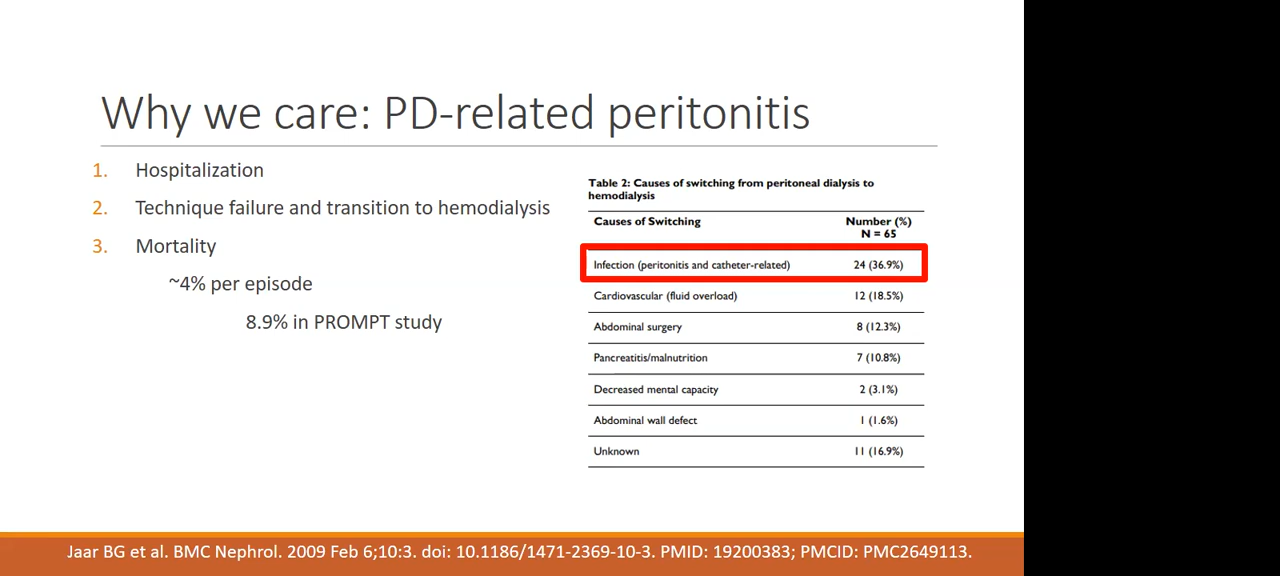 Why we care: PD-related peritonitis
1. Hospitalization
2. Technique failure and transition to hemodialysis
3. Mortality
~4% per episode
8.9% in PROMPT study
Table 2: Causes of switching from peritoneal dialysis to
hemodialysis
Causes of Switching Number (%)
N = 65
Infection (peritonitis and catheter-related) 24 (36.9%)
Cardiovascular (fluid overload) 12 (18.5%)
Abdominal surgery 8 (12.3%)
Pancreatitis/malnutrition 7 (10.8%)
Decreased mental capacity 2 (3.1%)
Abdominal wall defect 1 (1.6%)
Unknown 11 (16.9%)
Jaar BG et al. BMC Nephrol. 2009 Feb 6;10:3. doi: 10.1186/1471-2369-10-3. PMID: 19200383; PMCID: PMC2649113.